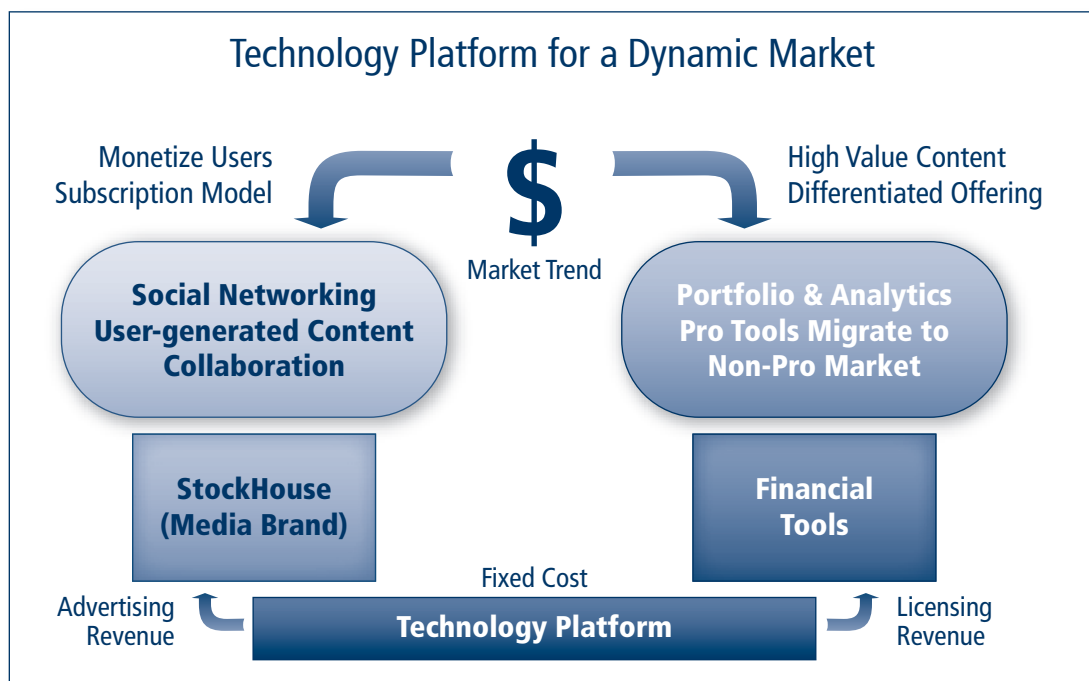 Technology Platform for a Dynamic Market
Monetize Users
Subscription Model
$
Market Trend
High Value Content
Differentiated Offering
Social Networking
User-generated Content
Collaboration
Portfolio & Analytics
Pro Tools Migrate to
Non-Pro Market
StockHouse
(Media Brand)
Financial
Tools
Advertising
Revenue
Fixed Cost
Technology Platform
Licensing
Revenue